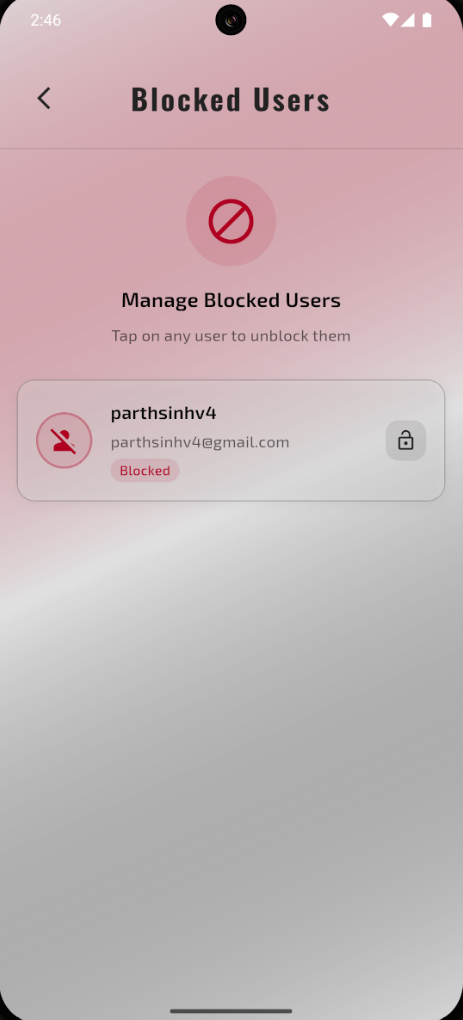 2:46
Blocked Users
Manage Blocked Users
Tap on any user to unblock them
parthsinhv4
parthsinhv4@gmail.com
Blocked